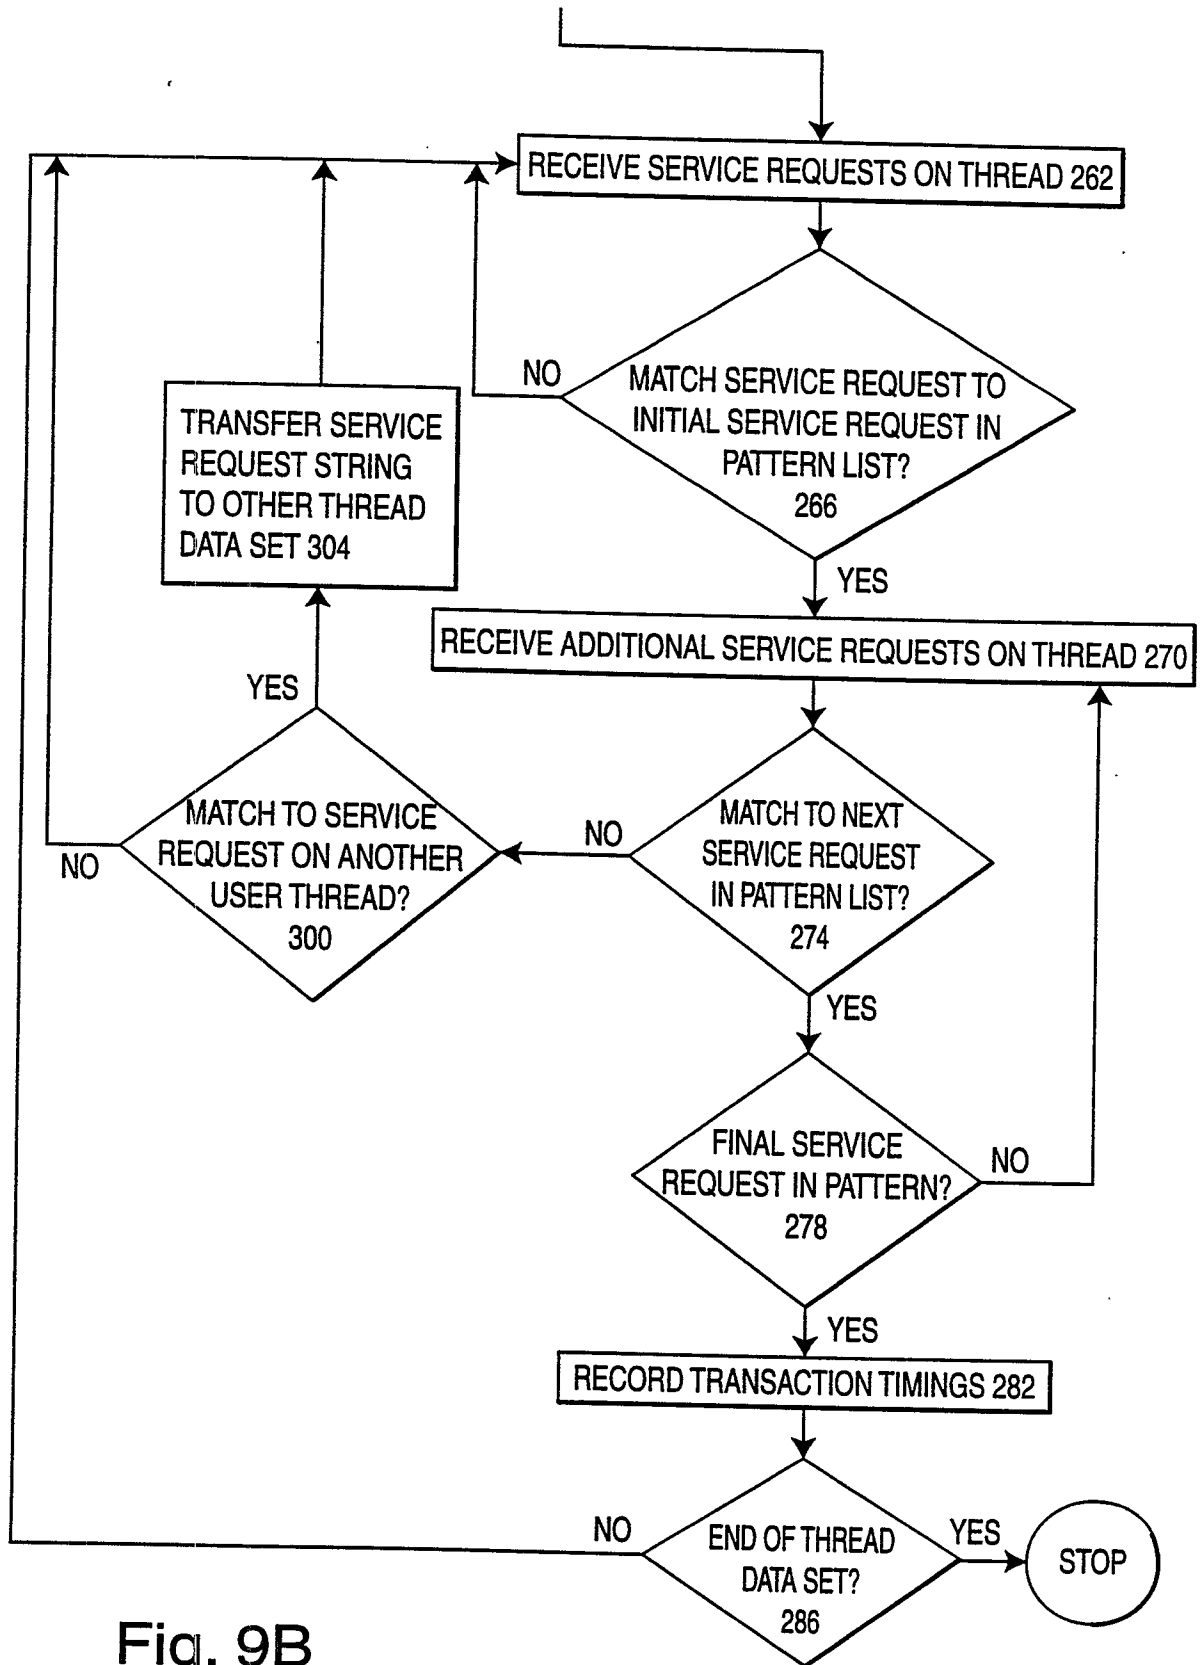 RECEIVE SERVICE REQUESTS ON THREAD 262
NO
MATCH SERVICE REQUEST TO
INITIAL SERVICE REQUEST IN
PATTERN LIST?
266
YES
TRANSFER SERVICE
REQUEST STRING
TO OTHER THREAD
DATA SET 304
RECEIVE ADDITIONAL SERVICE REQUESTS ON THREAD 270
YES
MATCH TO SERVICE
REQUEST ON ANOTHER
USER THREAD?
300
NO
NO
MATCH TO NEXT
SERVICE REQUEST
IN PATTERN LIST?
274
YES
FINAL SERVICE
REQUEST IN PATTERN?
278
NO
YES
RECORD TRANSACTION TIMINGS 282
NO
END OF THREAD
DATA SET?
286
YES
STOP
Fig. 9B